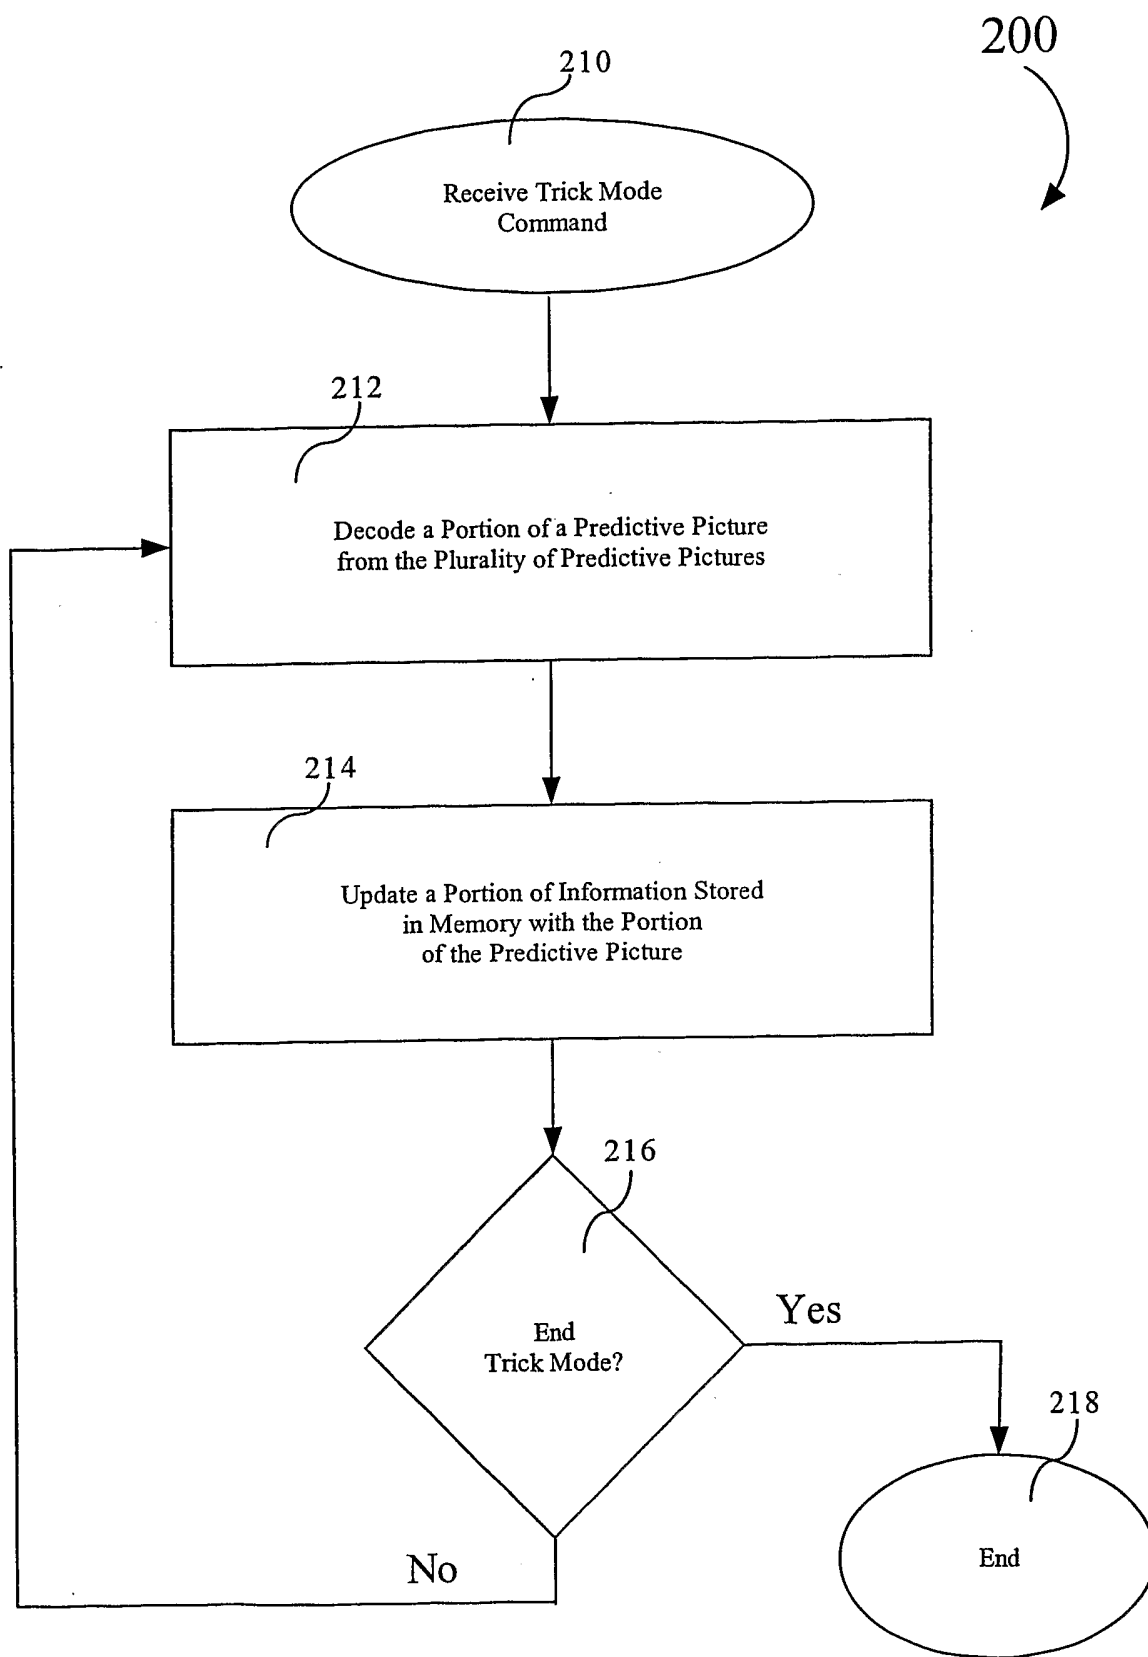 200
210
Receive Trick Mode
Command
212
Decode a Portion of a Predictive Picture
from the Plurality of Predictive Pictures
214
Update a Portion of Information Stored
in Memory with the Portion
of the Predictive Picture
216
End
Trick Mode?
Yes
No
218
End